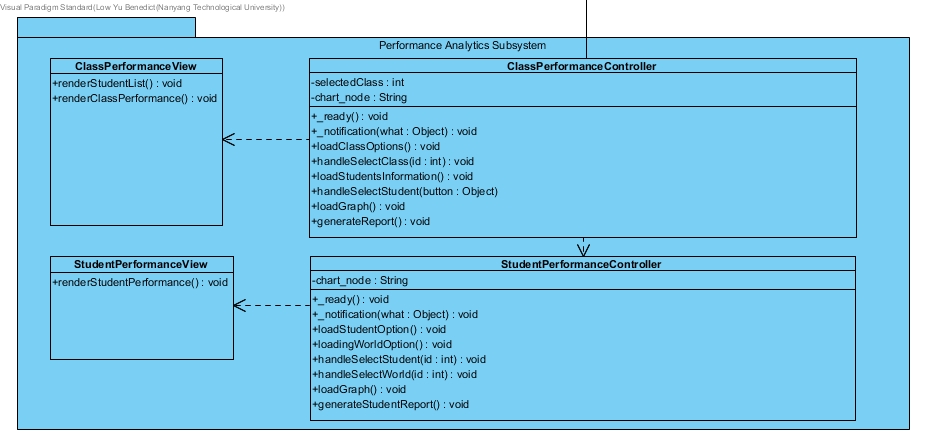 Visual Paradigm Standard(Low Yu Benedict(Nanyang Technological University))
Performance Analytics Subsystem
ClassPerformanceView
+renderStudentList() : void
+renderClassPerformance() : void
ClassPerformanceController
-selectedClass : int
-chart_node : String
+_ready() : void
+_notification(what : Object) : void
+loadClassOptions() : void
+handleSelectClass(id : int) : void
+loadStudentsInformation() : void
+handleSelectStudent(button : Object)
+loadGraph() : void
+generateReport() : void
StudentPerformanceView
+renderStudentPerformance() : void
StudentPerformanceController
-chart_node : String
+_ready() : void
+_notification(what : Object) : void
+loadStudentOption() : void
+loadingWorldOption() : void
+handleSelectStudent(id : int) : void
+handleSelectWorld(id : int) : void
+loadGraph() : void
+generateStudentReport() : void